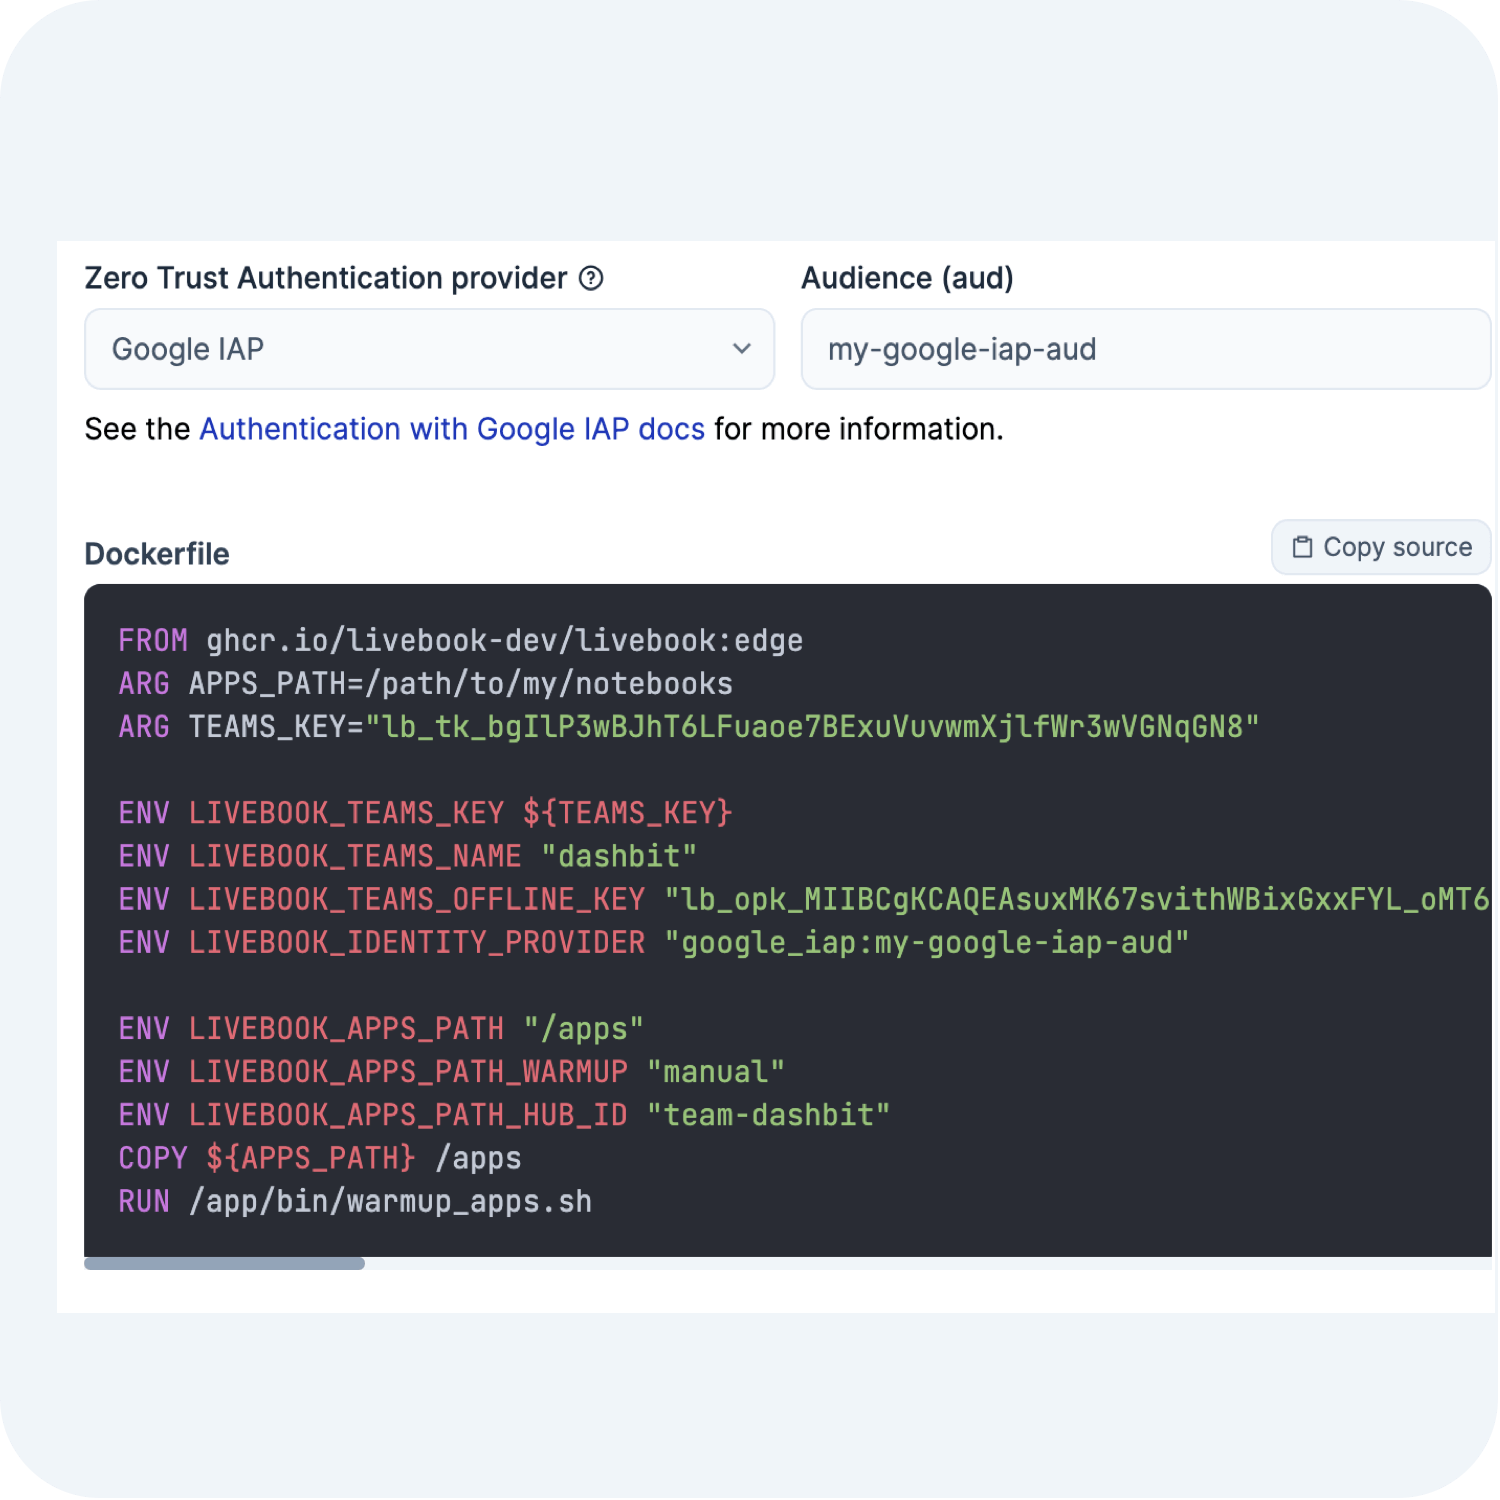 Zero Trust Authentication provider
Audience (aud)
Google IAP
my-google-iap-aud
See the Authentication with Google IAP docs for more information.
Dockerfile
Copy source
FROM ghcr.io/livebook-dev/livebook:edge
ARG APPS_PATH=/path/to/my/notebooks
ARG TEAMS_KEY="lb_tk_bgIlP3wBJhT6LFuaoe7BExuVuvwmXjlfWr3wVGNqGN8"
ENV LIVEBOOK_TEAMS_KEY ${TEAMS_KEY}
ENV LIVEBOOK_TEAMS_NAME "dashbit"
ENV LIVEBOOK_TEAMS_OFFLINE_KEY "lb_opk_MIIBCgKCAQEAsuxMK67svithWBixGxxFYL_oMT6
ENV LIVEBOOK_IDENTITY_PROVIDER "google_iap:my-google-iap-aud"
ENV LIVEBOOK_APPS_PATH "/apps"
ENV LIVEBOOK_APPS_PATH_WARMUP "manual"
ENV LIVEBOOK_APPS_PATH_HUB_ID "team-dashbit"
COPY ${APPS_PATH} /apps
RUN /app/bin/warmup_apps.sh